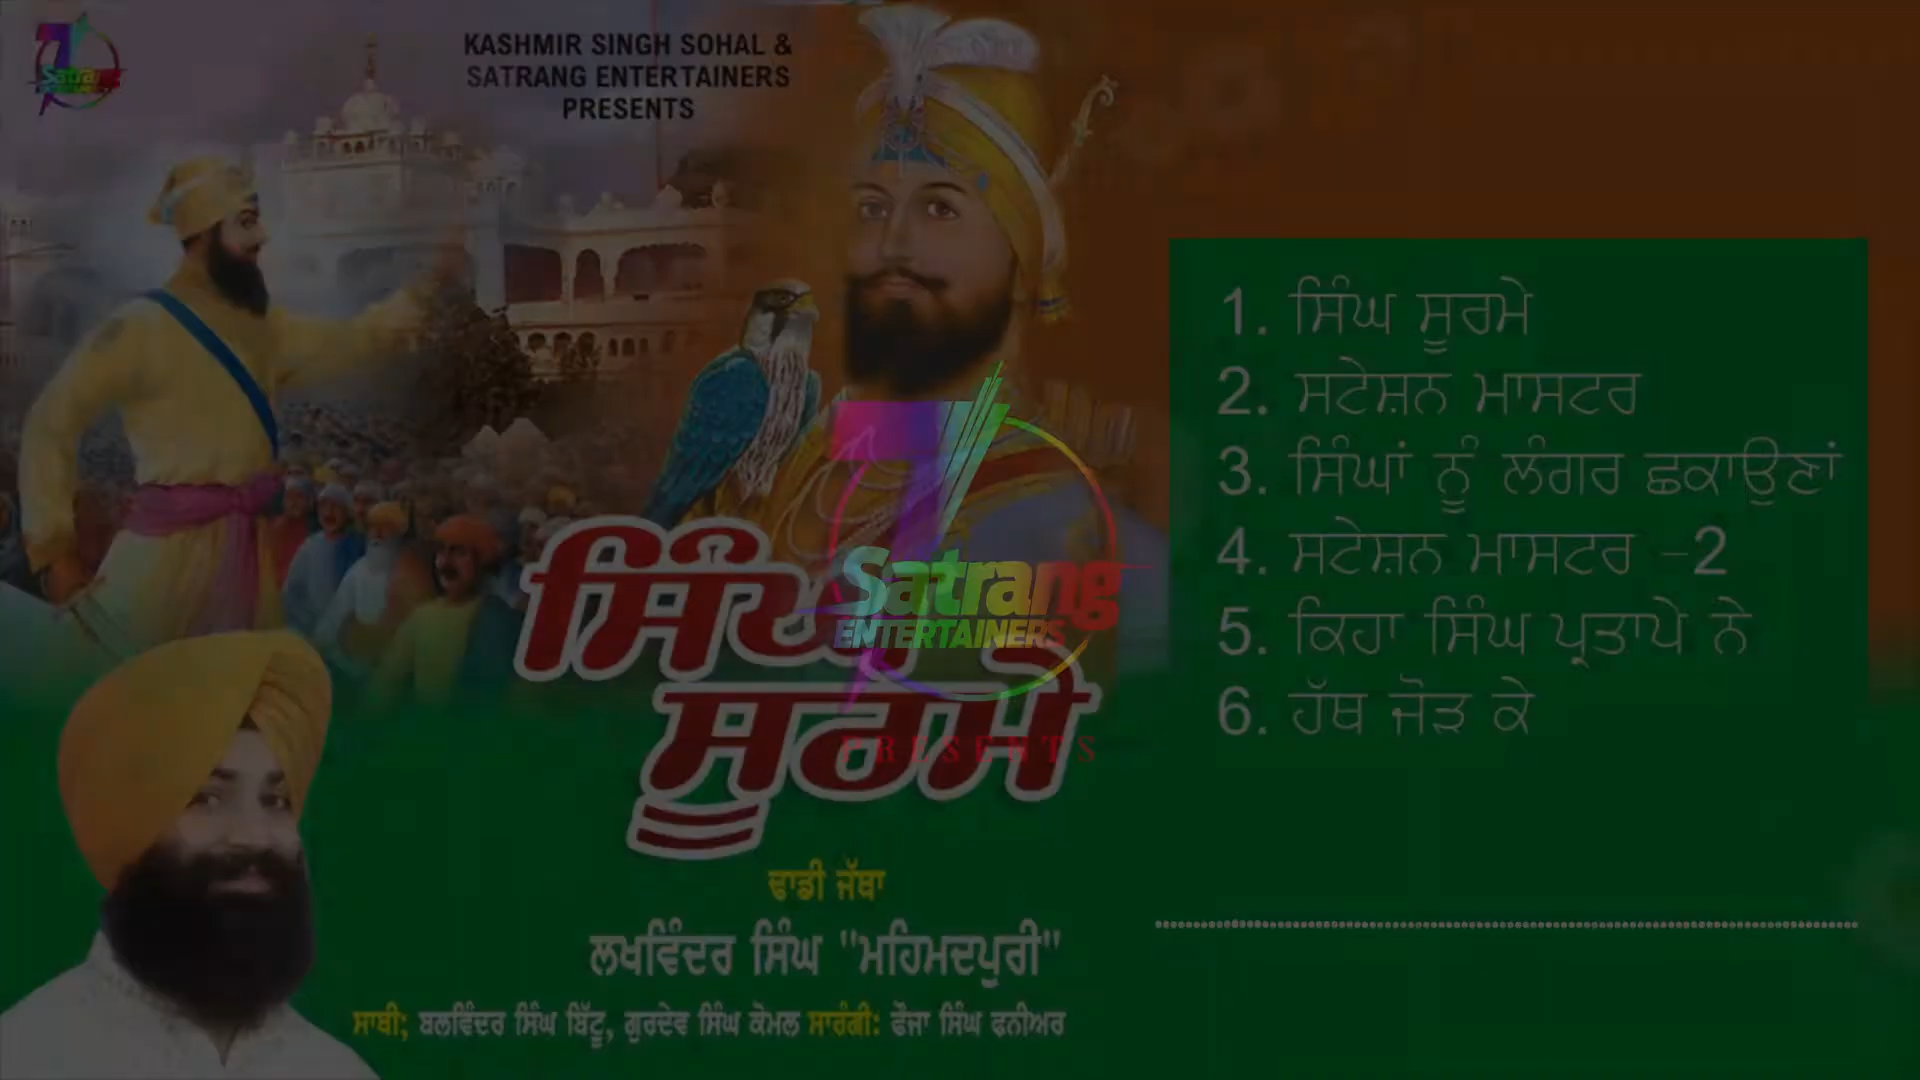 Satrang
KASHMIR SINGH SOHAL &
SATRANG ENTERTAINERS
PRESENTS
ਸਿੰਘ
ਸੂਰਮੇ
Satrang
ENTERTAINERS
PRESENTS
ਢਾਡੀ ਜੱਥਾ
ਲਖਵਿੰਦਰ ਸਿੰਘ "ਮਹਿਮਦਪੁਰੀ"
ਸਾਥੀ; ਬਲਵਿੰਦਰ ਸਿੰਘ ਬਿੱਟੂ, ਗੁਰਦੇਵ ਸਿੰਘ ਕੋਮਲ ਸਾਰੰਗੀ: ਫੌਜਾ ਸਿੰਘ ਫਨੀਅਰ
1. ਸਿੰਘ ਸੂਰਮੇ
2. ਸਟੇਸ਼ਨ ਮਾਸਟਰ
3. ਸਿੰਘਾਂ ਨੂੰ ਲੰਗਰ ਛਕਾਉਣਾਂ
4. ਸਟੇਸ਼ਨ ਮਾਸਟਰ -2
5. ਕਿਹਾ ਸਿੰਘ ਪ੍ਰਤਾਪੇ ਨੇ
6. ਹੱਥ ਜੋੜ ਕੇ